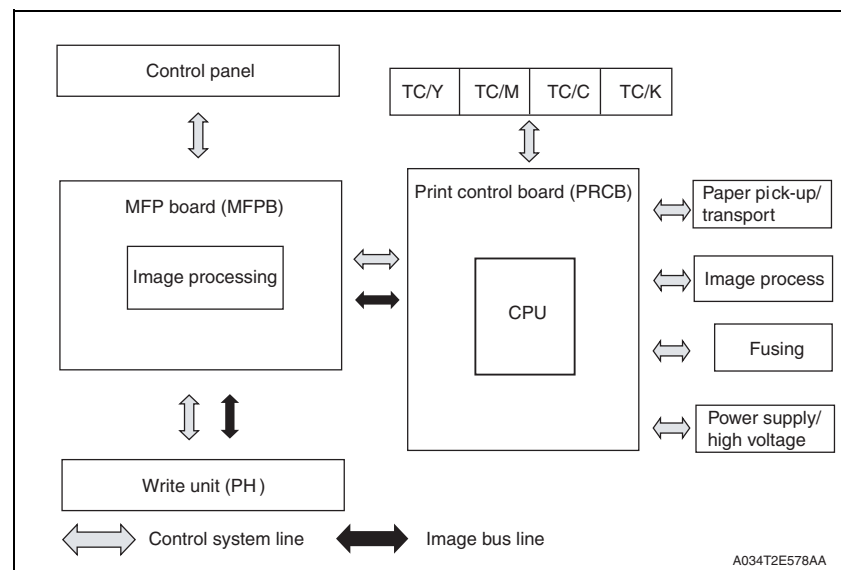 Control panel
TC/Y TC/M TC/C TC/K
MFP board (MFPB)
Image processing
Print control board (PRCB)
CPU
Paper pick-up/
transport
Image process
Fusing
Power supply/
high voltage
Write unit (PH)
Control system line
Image bus line
A034T2E578AA